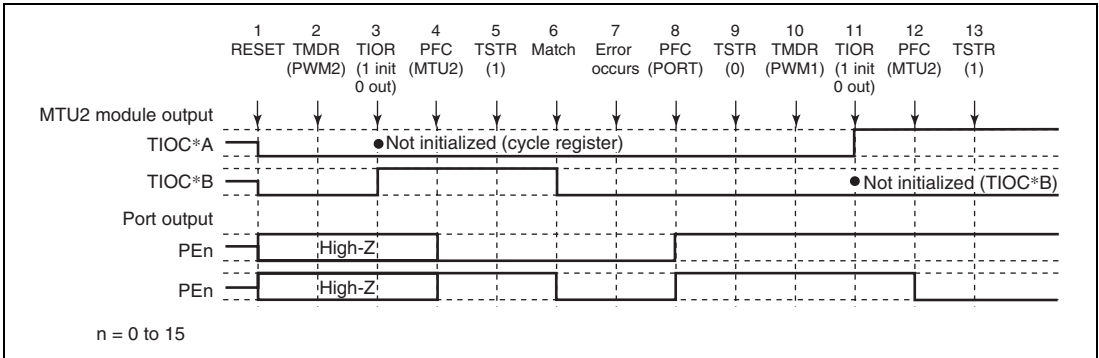 1 2 3 4 5 6 7 8 9 10 11 12 13
RESET TMDR TIOR PFC TSTR Match Error PFC TSTR TMDR TIOR PFC TSTR
(PWM2) (1 init (MTU2) (1) occurs (PORT) (0) (PWM1) (1 init (MTU2) (1)
0 out) 0 out)
MTU2 module output
TIOC*A
Not initialized (cycle register)
TIOC*B
Not initialized (TIOC*B)
Port output
PEn
High-Z
PEn
High-Z
n = 0 to 15